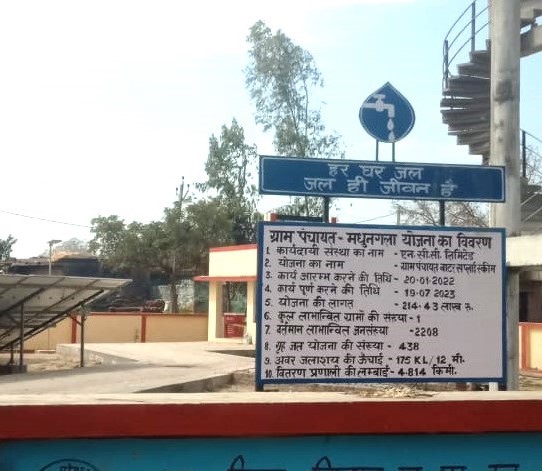 हर घर जल
जल ही जीवन है
ग्राम पंचायत- मधुनगला योजना का विवरण
1. कार्यदायी संस्था का नाम - एन.सी.सी. लिमिटेड
2. योजना का नाम - ग्राम पंचायत वाटर सप्लाई स्कीम
3. कार्य आरम्भ करने की तिथि - 20-01-2022
4. कार्य पूर्ण करने की तिथि - 19-07-2023
5. योजना की लागत - 214.43 लाख रु.
6. कुल लाभान्वित ग्रामों की संख्या - 1
7. वर्तमान लाभान्वित जनसंख्या -2208
8. गृह जल योजना की संख्या - 438
9. अवर जलाशय की ऊँचाई - 175 KL/12 मी.
10. वितरण प्रणाली की लम्बाई- 4.814 किमी.